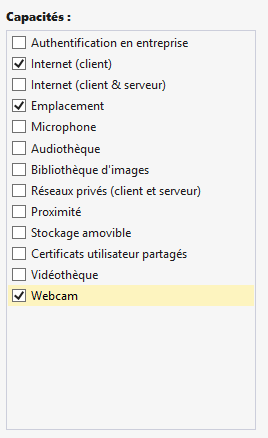 Capacités :
Authentification en entreprise
Internet (client)
Internet (client & serveur)
Emplacement
Microphone
Audiothèque
Bibliothèque d'images
Réseaux privés (client et serveur)
Proximité
Stockage amovible
Certificats utilisateur partagés
Vidéothèque
Webcam